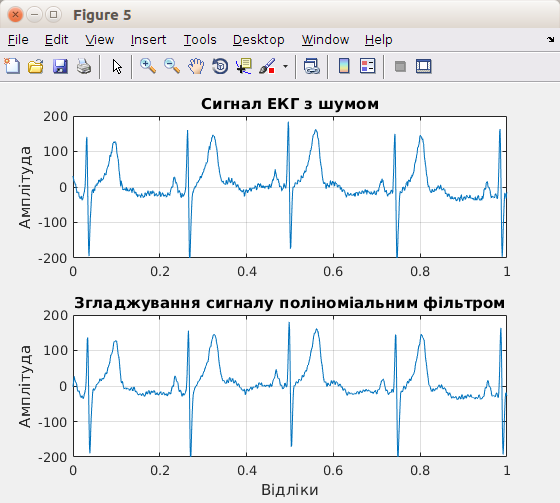 Figure 5
File Edit View Insert Tools Desktop Window Help
Сигнал ЕКГ з шумом
Амплітуда
200
100
0
-100
-200
0 0.2 0.4 0.6 0.8 1
Згладжування сигналу поліноміальним фільтром
Амплітуда
200
100
0
-100
-200
0 0.2 0.4 0.6 0.8 1
Відліки